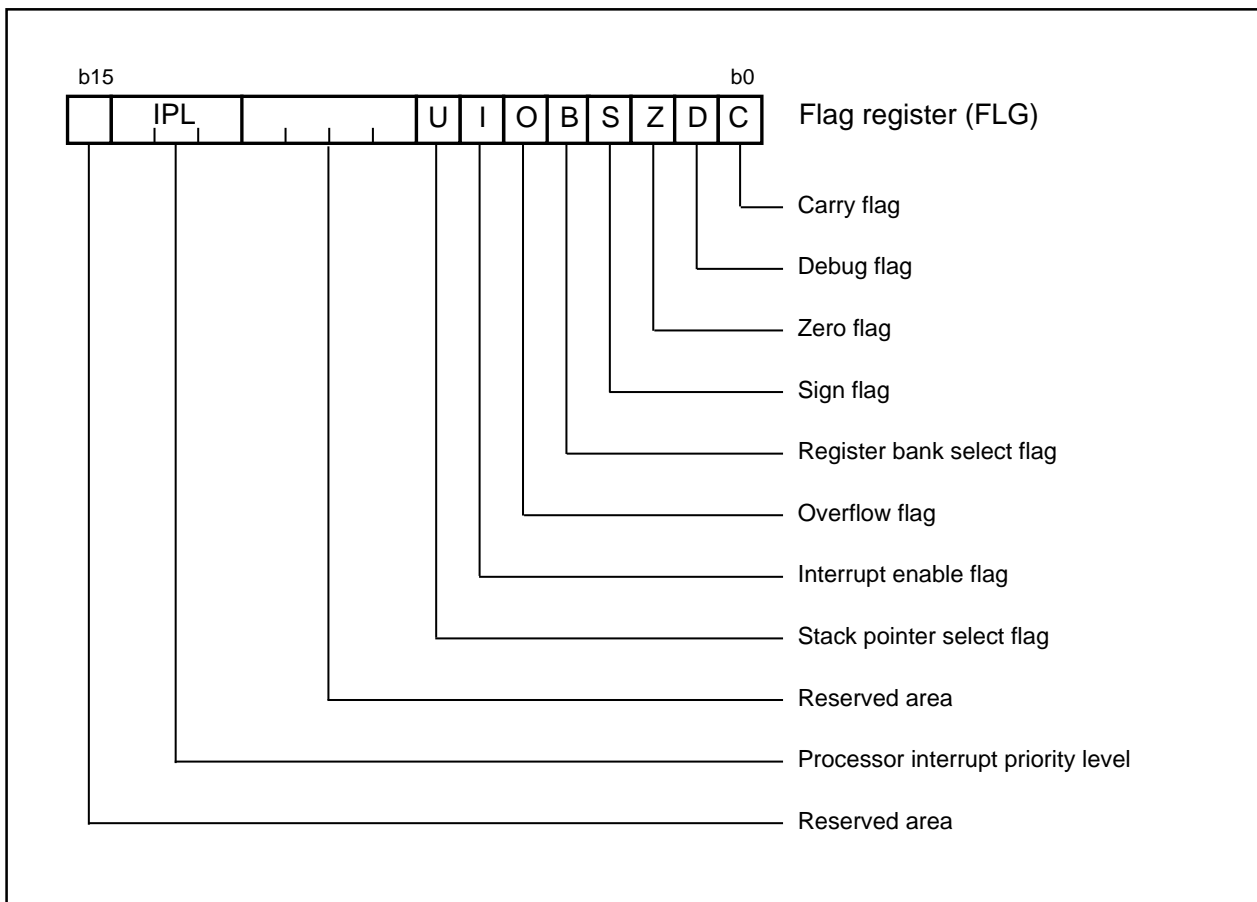 b15 b0
IPL U I O B S Z D C Flag register (FLG)
Carry flag
Debug flag
Zero flag
Sign flag
Register bank select flag
Overflow flag
Interrupt enable flag
Stack pointer select flag
Reserved area
Processor interrupt priority level
Reserved area